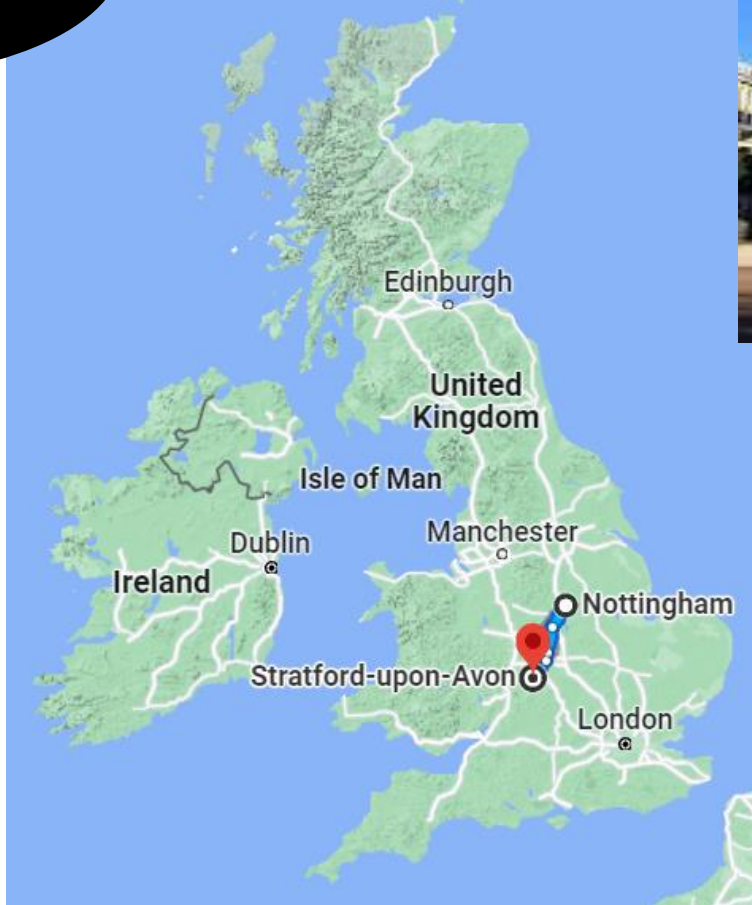 Edinburgh
United
Kingdom
Isle of Man
Manchester
Dublin
Ireland
Nottingham
Stratford-upon-Avon
London